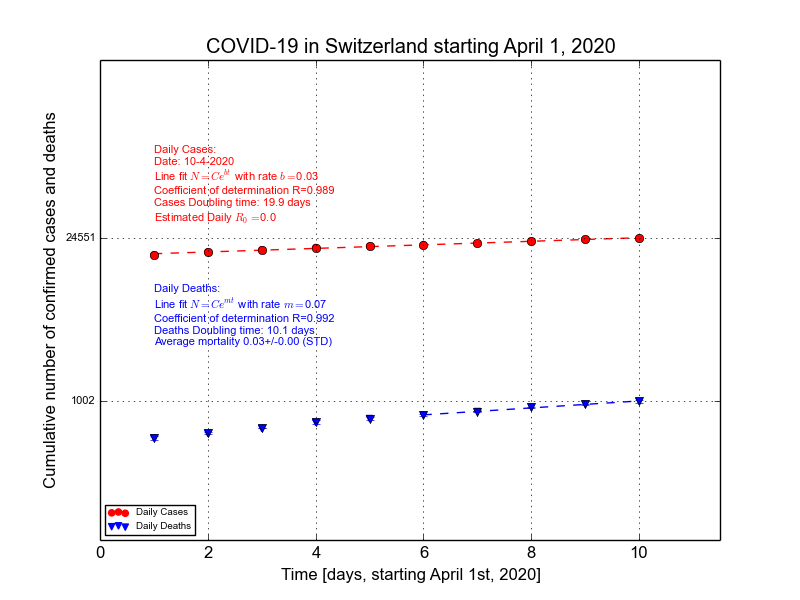 COVID-19 in Switzerland starting April 1, 2020
Cumulative number of confirmed cases and deaths
Daily Cases:
Date: 10-4-2020
Line fit N=Ce^{bt} with rate b=0.03
Coefficient of determination R=0.989
Cases Doubling time: 19.9 days
Estimated Daily R_0=0.0
24551
Daily Deaths:
Line fit N=Ce^{mt} with rate m=0.07
Coefficient of determination R=0.992
Deaths Doubling time: 10.1 days
Average mortality 0.03+/-0.00 (STD)
1002
Daily Cases
Daily Deaths
0 2 4 6 8 10
Time [days, starting April 1st, 2020]